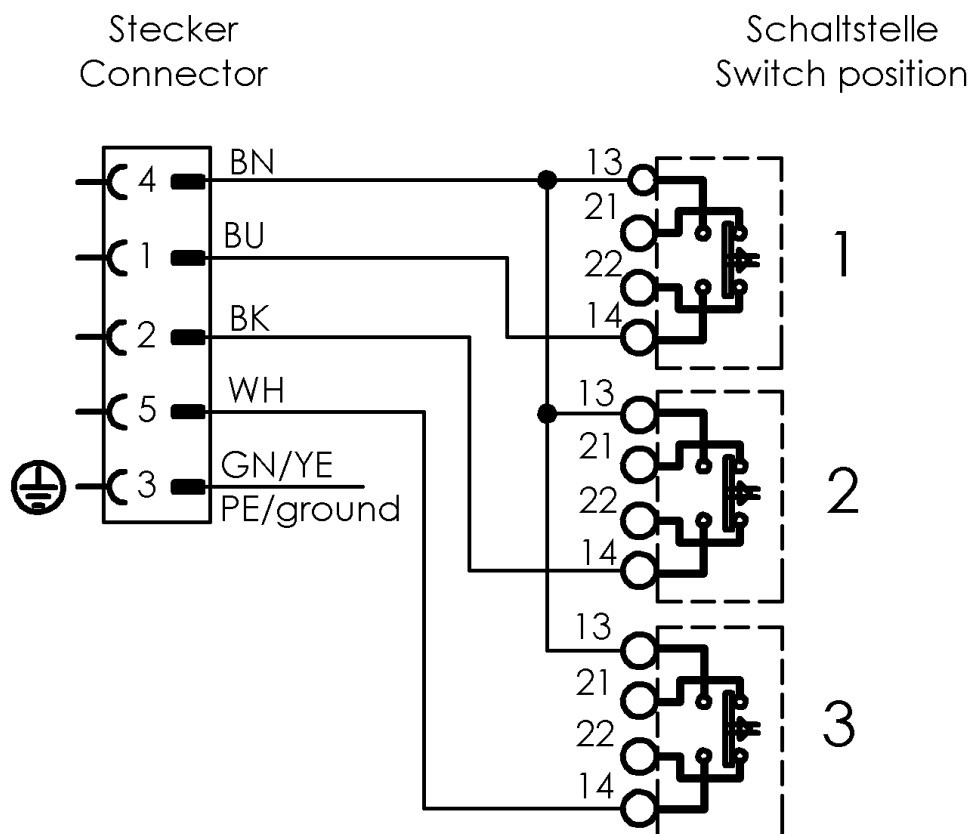 Stecker
Connector
Schaltstelle
Switch position
4 BN
1 BU
2 BK
5 WH
3 GN/YE
PE/ground
13
21
22
14
1
13
21
22
14
2
13
21
22
14
3